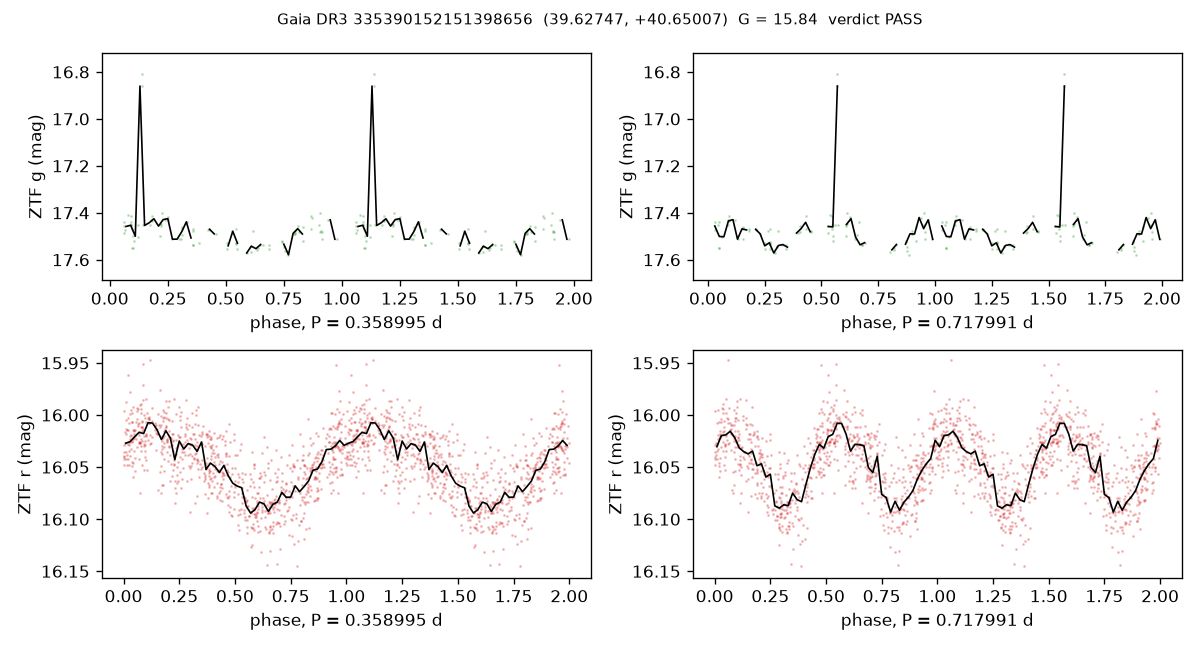 Gaia DR3 335390152151398656 (39.62747, +40.65007) G = 15.84 verdict PASS
ZTF g (mag)
16.8
17.0
17.2
17.4
17.6
0.00 0.25 0.50 0.75 1.00 1.25 1.50 1.75 2.00
phase, P = 0.358995 d
ZTF g (mag)
16.8
17.0
17.2
17.4
17.6
0.00 0.25 0.50 0.75 1.00 1.25 1.50 1.75 2.00
phase, P = 0.717991 d
ZTF r (mag)
15.95
16.00
16.05
16.10
16.15
0.00 0.25 0.50 0.75 1.00 1.25 1.50 1.75 2.00
phase, P = 0.358995 d
ZTF r (mag)
15.95
16.00
16.05
16.10
16.15
0.00 0.25 0.50 0.75 1.00 1.25 1.50 1.75 2.00
phase, P = 0.717991 d